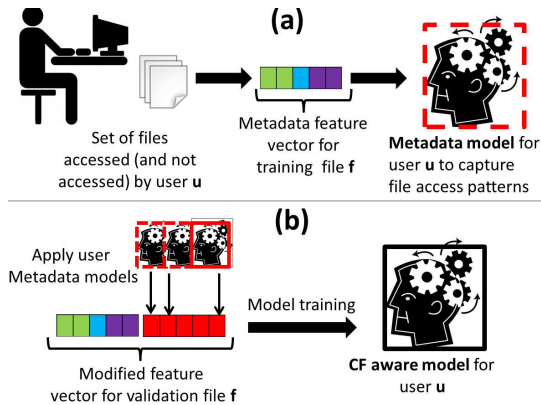 (a)
Set of files
accessed (and not
accessed) by user u
Metadata feature
vector for
training file f
Metadata model for
user u to capture
file access patterns
(b)
Apply user
Metadata models
Model training
Modified feature
vector for validation file f
CF aware model for
user u